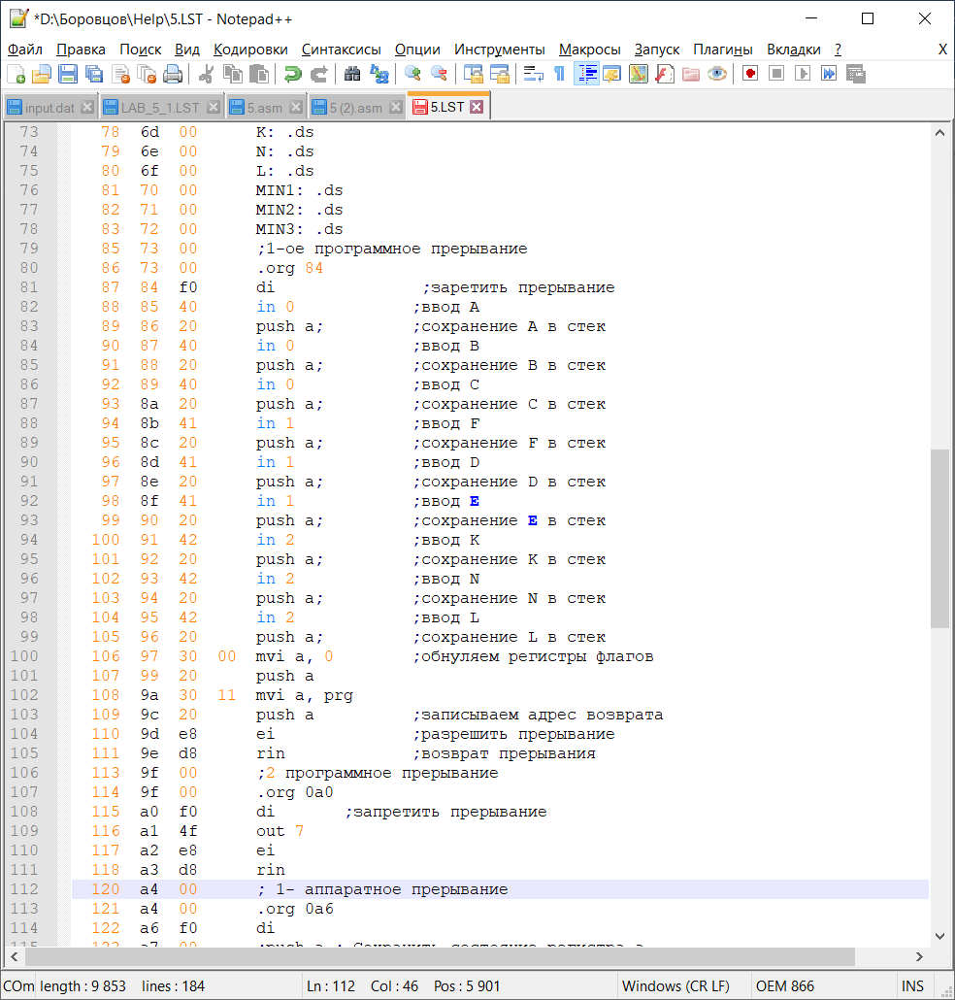 *D:\Боровцов\Help\5.LST - Notepad++
Файл Правка Поиск Вид Кодировки Синтаксисы Опции Инструменты Макросы Запуск Плагины Вкладки ? X
input.dat LAB_5_1.LST 5.asm 5 (2).asm 5.LST
73 78 6d 00 K: .ds
74 79 6e 00 N: .ds
75 80 6f 00 L: .ds
76 81 70 00 MIN1: .ds
77 82 71 00 MIN2: .ds
78 83 72 00 MIN3: .ds
79 85 73 00 ;1-ое программное прерывание
80 86 73 00 .org 84
81 87 84 f0 di ;заретить прерывание
82 88 85 40 in 0 ;ввод A
83 89 86 20 push a; ;сохранение A в стек
84 90 87 40 in 0 ;ввод B
85 91 88 20 push a; ;сохранение B в стек
86 92 89 40 in 0 ;ввод C
87 93 8a 20 push a; ;сохранение C в стек
88 94 8b 41 in 1 ;ввод F
89 95 8c 20 push a; ;сохранение F в стек
90 96 8d 41 in 1 ;ввод D
91 97 8e 20 push a; ;сохранение D в стек
92 98 8f 41 in 1 ;ввод E
93 99 90 20 push a; ;сохранение E в стек
94 100 91 42 in 2 ;ввод K
95 101 92 20 push a; ;сохранение K в стек
96 102 93 42 in 2 ;ввод N
97 103 94 20 push a; ;сохранение N в стек
98 104 95 42 in 2 ;ввод L
99 105 96 20 push a; ;сохранение L в стек
100 106 97 30 00 mvi a, 0 ;обнуляем регистры флагов
101 107 99 20 push a
102 108 9a 30 11 mvi a, prg
103 109 9c 20 push a ;записываем адрес возврата
104 110 9d e8 ei ;разрешить прерывание
105 111 9e d8 rin ;возврат прерывания
106 113 9f 00 ;2 программное прерывание
107 114 9f 00 .org 0a0
108 115 a0 f0 di ;запретить прерывание
109 116 a1 4f out 7
110 117 a2 e8 ei
111 118 a3 d8 rin
112 120 a4 00 ; 1- аппаратное прерывание
113 121 a4 00 .org 0a6
114 122 a6 f0 di
115 123 a7 00 ;push a ; Сохранить состояние регистра a
COm length : 9 853 lines : 184 Ln : 112 Col : 46 Pos : 5 901 Windows (CR LF) OEM 866 INS